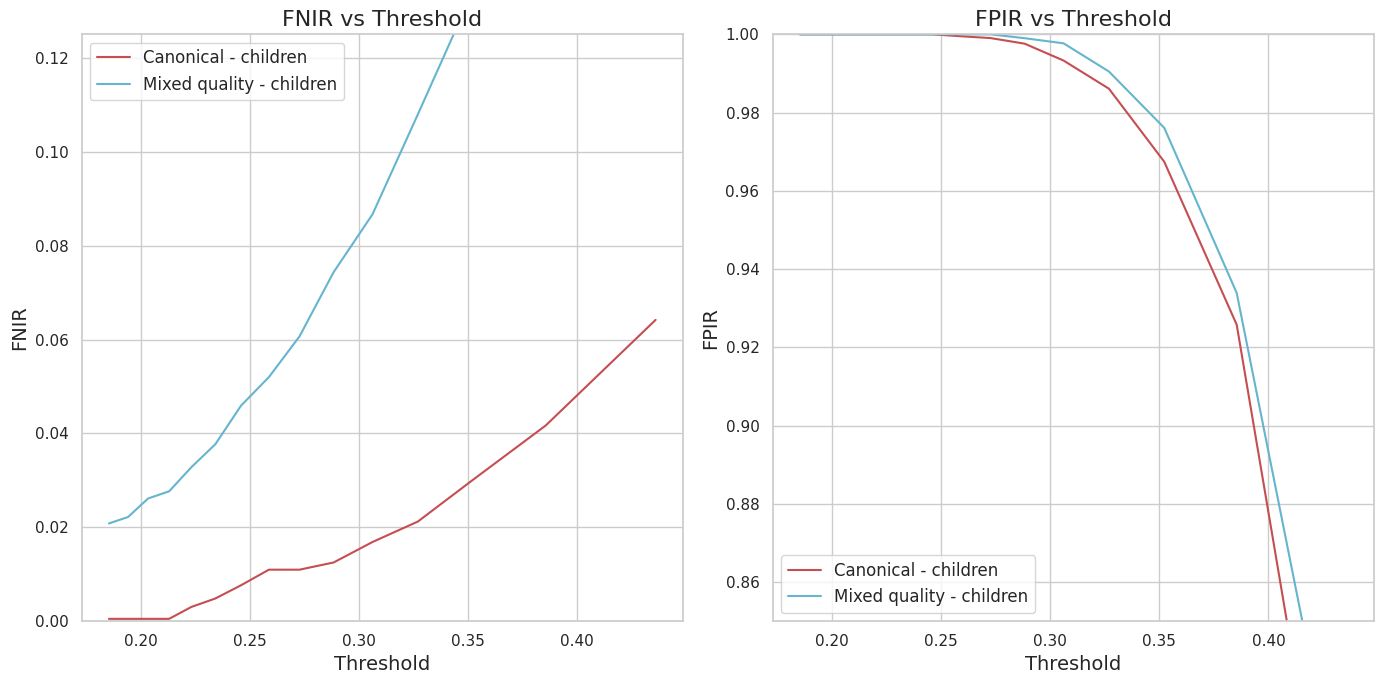 FNIR vs Threshold
Canonical - children
Mixed quality - children
0.12
0.10
0.08
0.06
0.04
0.02
0.00
FNIR
0.20 0.25 0.30 0.35 0.40
Threshold
FPIR vs Threshold
1.00
0.98
0.96
0.94
0.92
0.90
0.88
0.86
FPIR
Canonical - children
Mixed quality - children
0.20 0.25 0.30 0.35 0.40
Threshold